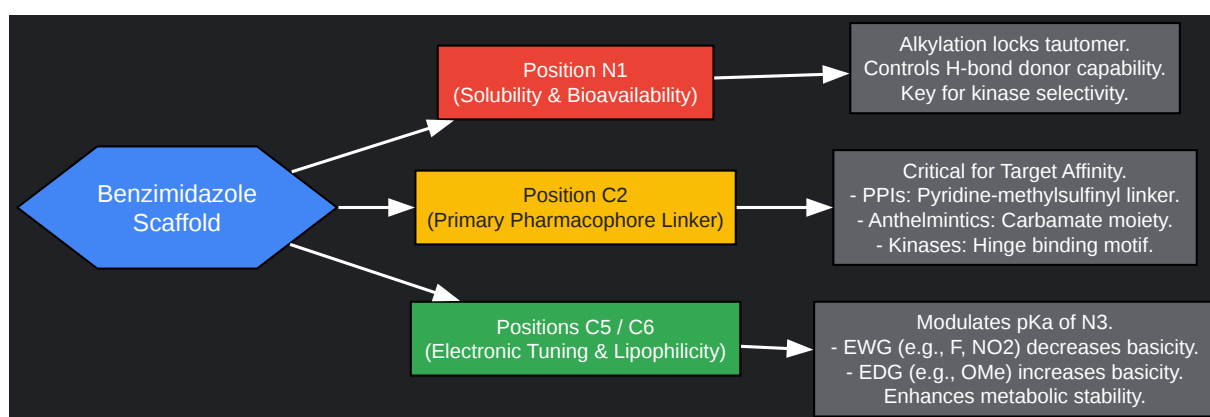 Benzimidazole
Scaffold
Position N1
(Solubility & Bioavailability)
Alkylation locks tautomer.
Controls H-bond donor capability.
Key for kinase selectivity.
Position C2
(Primary Pharmacophore Linker)
Critical for Target Affinity.
- PPIs: Pyridine-methylsulfinyl linker.
- Anthelmintics: Carbamate moiety.
- Kinases: Hinge binding motif.
Positions C5 / C6
(Electronic Tuning & Lipophilicity)
Modulates pKa of N3.
- EWG (e.g., F, NO2) decreases basicity.
- EDG (e.g., OMe) increases basicity.
Enhances metabolic stability.